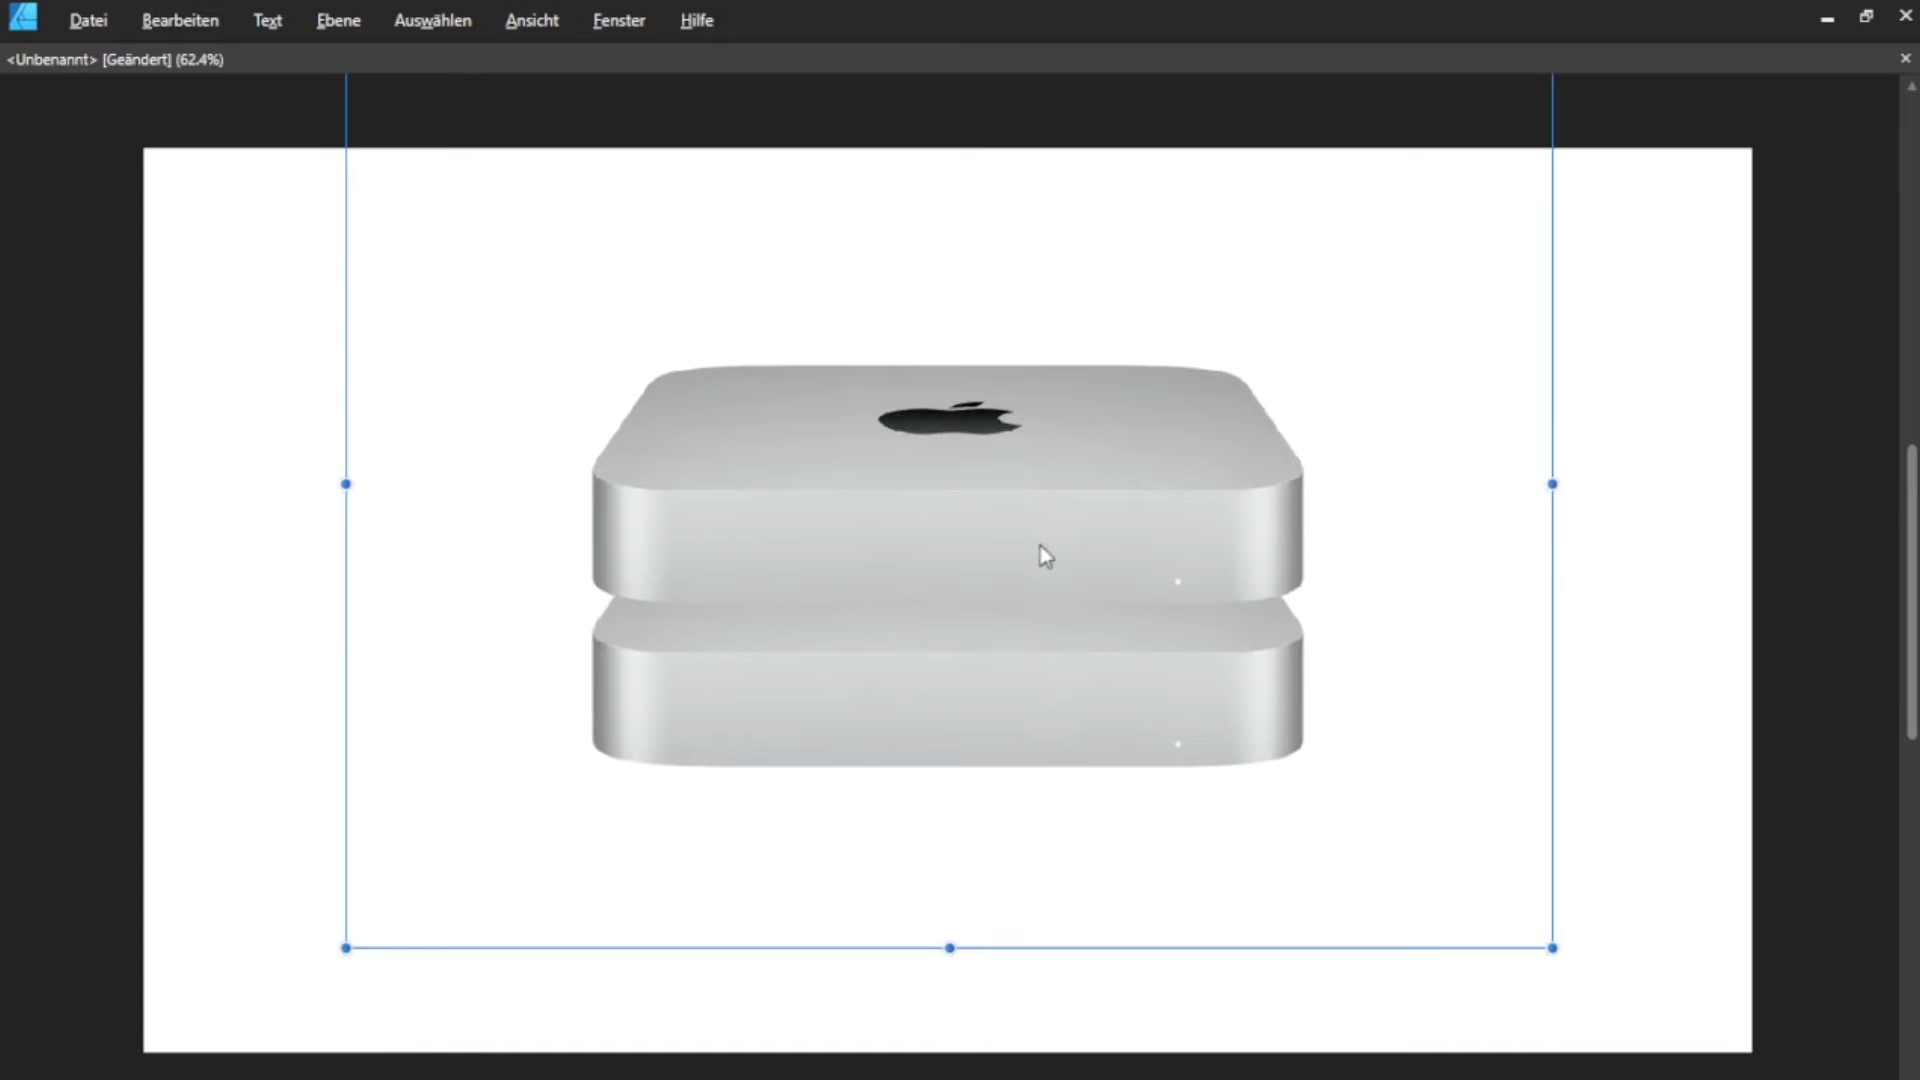 Datei Bearbeiten Text Ebene Auswählen Ansicht Fenster Hilfe
<Unbenannt> [Geändert] (62.4%)